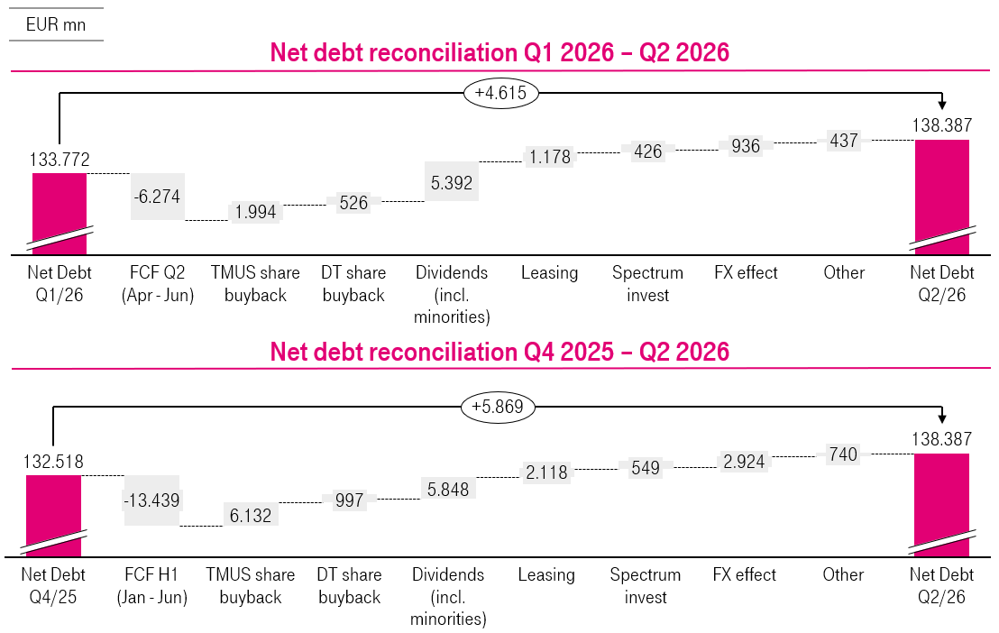 EUR mn
Net debt reconciliation Q1 2026 – Q2 2026
+4.615
133.772
-6.274
1.994
526
5.392
1.178
426
936
437
138.387
Net Debt
Q1/26
FCF Q2
(Apr - Jun)
TMUS share
buyback
DT share
buyback
Dividends
(incl.
minorities)
Leasing
Spectrum
invest
FX effect
Other
Net Debt
Q2/26
Net debt reconciliation Q4 2025 – Q2 2026
+5.869
132.518
-13.439
6.132
997
5.848
2.118
549
2.924
740
138.387
Net Debt
Q4/25
FCF H1
(Jan - Jun)
TMUS share
buyback
DT share
buyback
Dividends
(incl.
minorities)
Leasing
Spectrum
invest
FX effect
Other
Net Debt
Q2/26